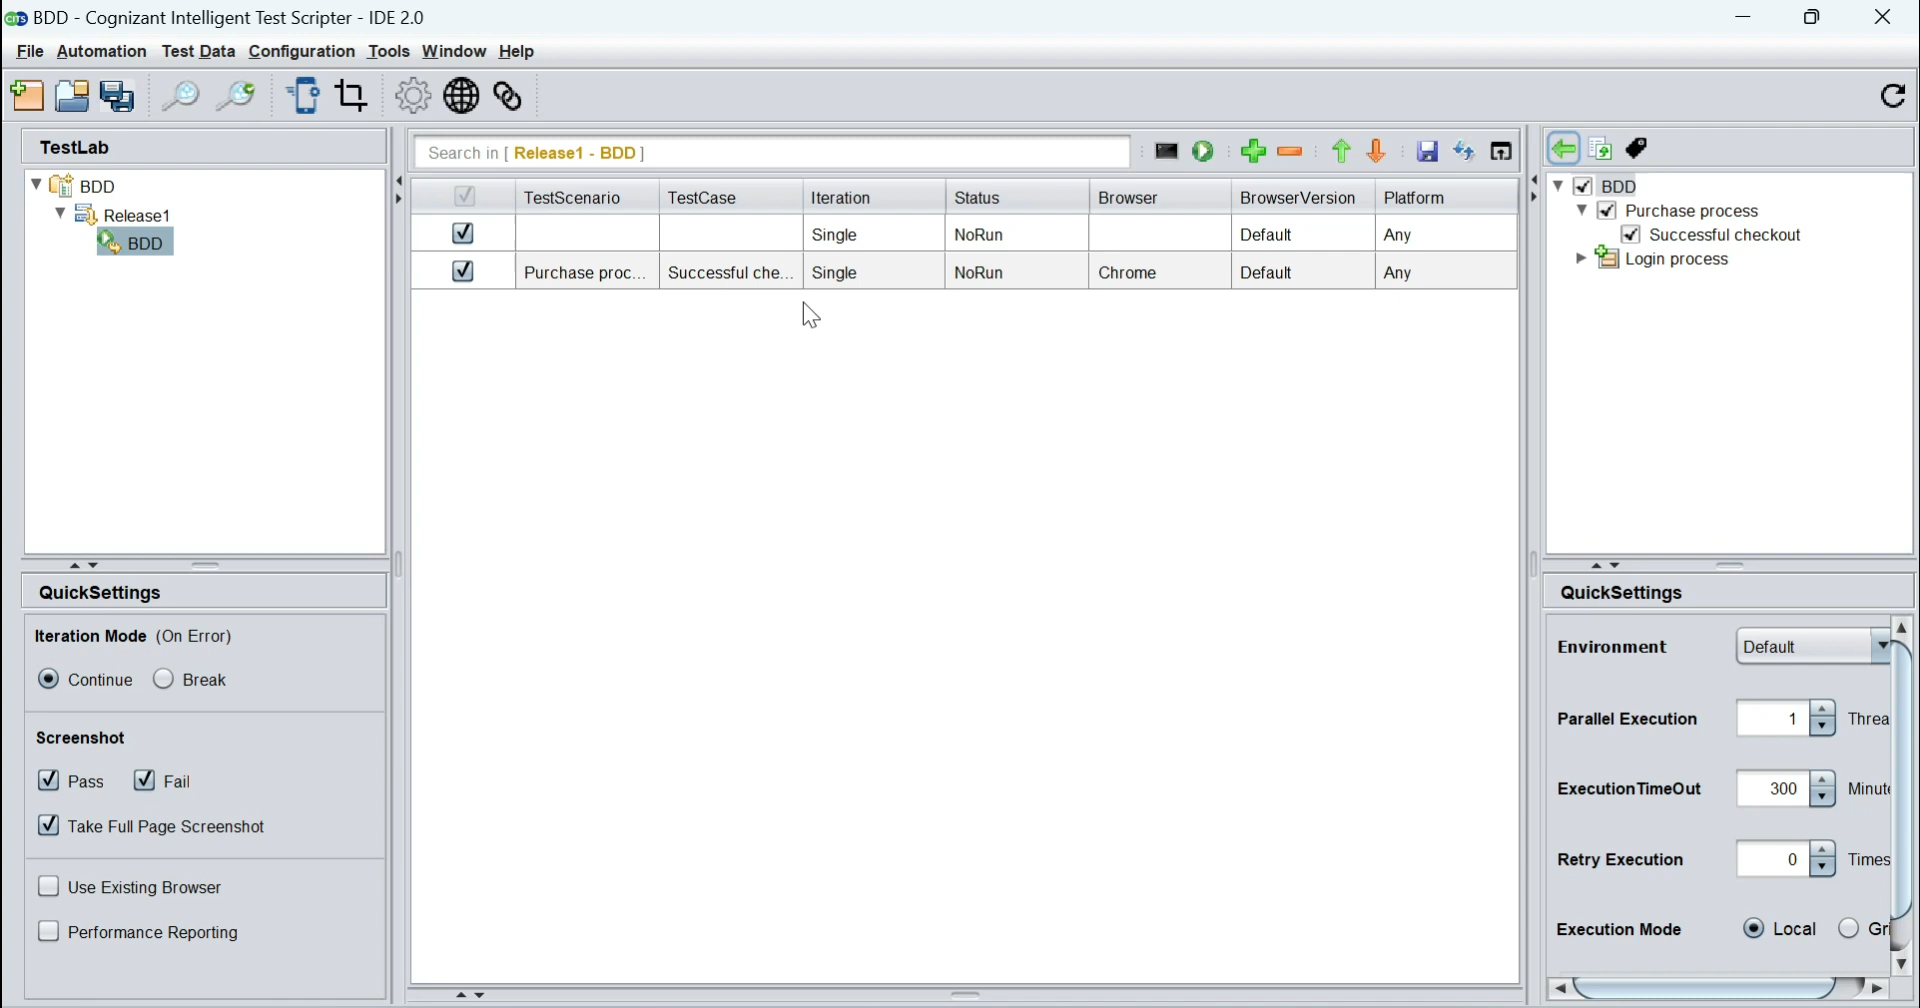 CITS BDD - Cognizant Intelligent Test Scripter - IDE 2.0
File Automation Test Data Configuration Tools Window Help
TestLab
BDD
Release1
BDD
Search in [ Release1 - BDD ]
TestScenario TestCase Iteration Status Browser BrowserVersion Platform
Single NoRun Default Any
Purchase proc... Successful che... Single NoRun Chrome Default Any
BDD
Purchase process
Successful checkout
Login process
QuickSettings
Iteration Mode (On Error)
Continue Break
Screenshot
Pass Fail
Take Full Page Screenshot
Use Existing Browser
Performance Reporting
QuickSettings
Environment Default
Parallel Execution 1 Threa
ExecutionTimeOut 300 Minut
Retry Execution 0 Times
Execution Mode Local Gri